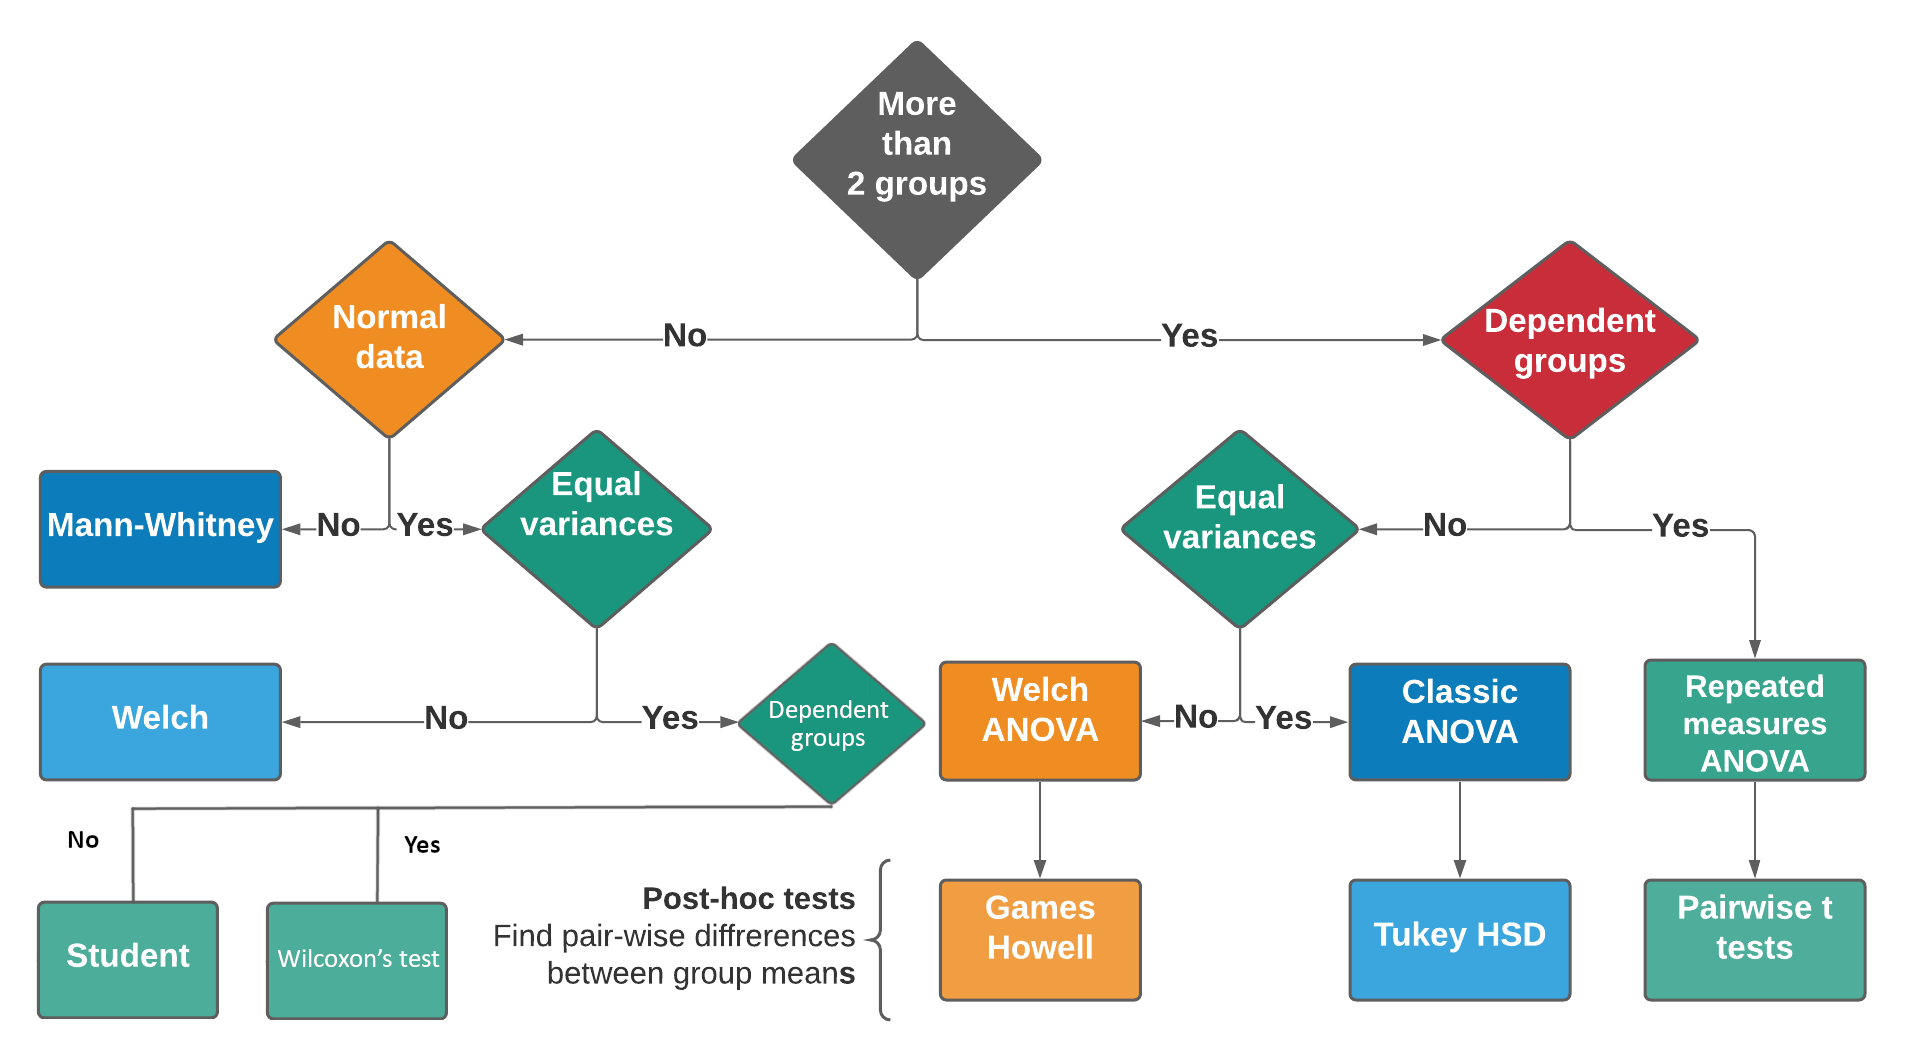 More
than
2 groups
Normal
data
No
Yes
Dependent
groups
Mann-Whitney
No
Yes
Equal
variances
Equal
variances
No
Yes
Welch
No
Yes
Dependent
groups
Welch
ANOVA
No
Yes
Classic
ANOVA
Repeated
measures
ANOVA
No
Yes
Student
Wilcoxon's test
Post-hoc tests
Find pair-wise diffrerences
between group means
Games
Howell
Tukey HSD
Pairwise t
tests